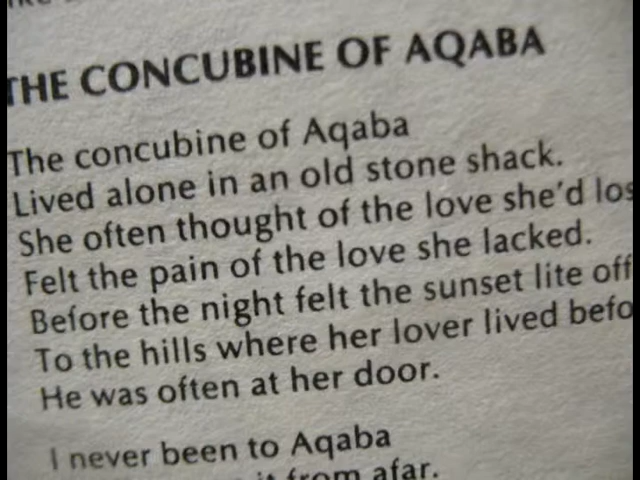 THE CONCUBINE OF AQABA
The concubine of Aqaba
Lived alone in an old stone shack.
She often thought of the love she'd los
Felt the pain of the love she lacked.
Before the night felt the sunset lite off
To the hills where her lover lived befo
He was often at her door.
I never been to Aqaba
it from afar.